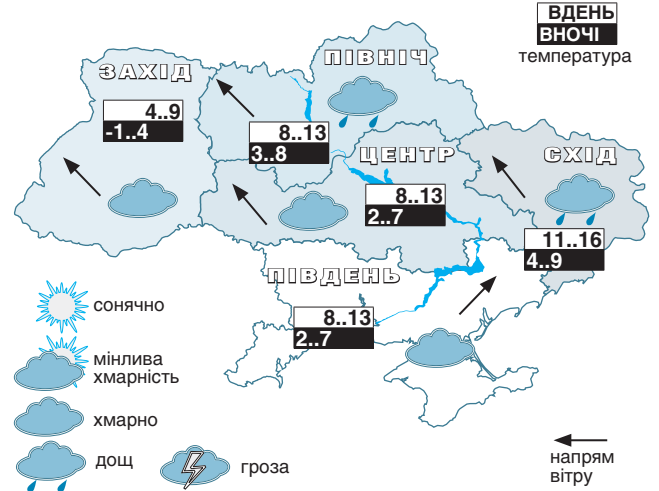 ВДЕНЬ
ВНОЧІ
температура
ПІВНІЧ
ЗАХІД
4..9
-1..4
8..13
3..8
ЦЕНТР
СХІД
8..13
2..7
11..16
4..9
ПІВДЕНЬ
8..13
2..7
сонячно
мінлива
хмарність
хмарно
дощ
гроза
напрям
вітру